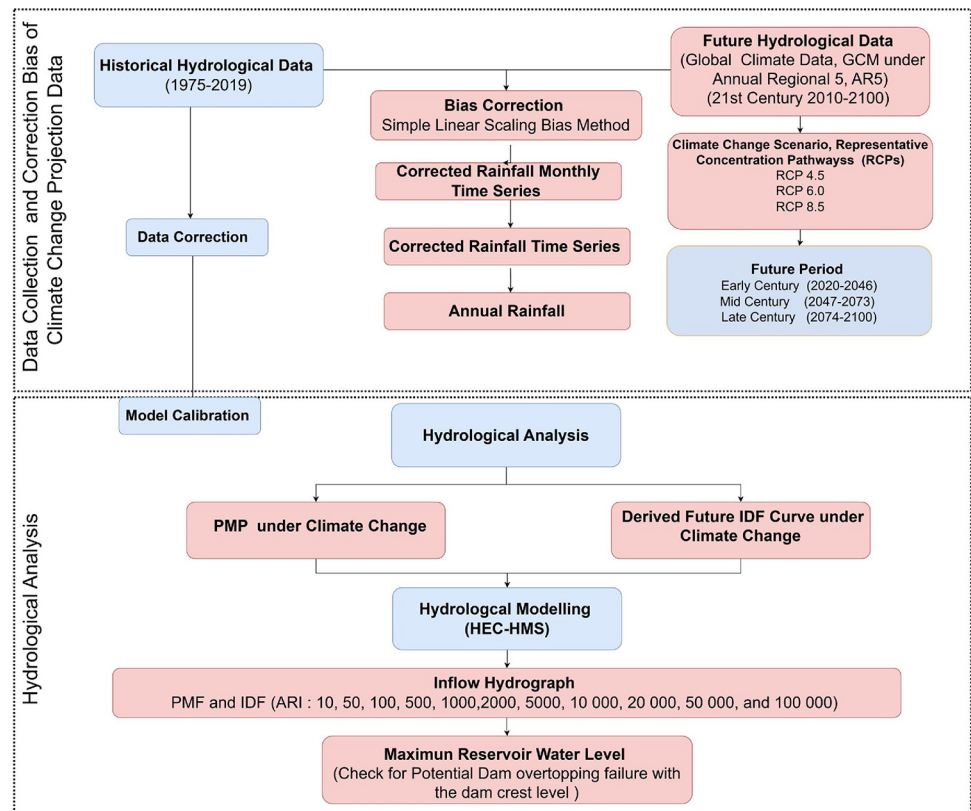 Data Collection and Correction Bias of
Climate Change Projection Data
Historical Hydrological Data
(1975-2019)
Data Correction
Bias Correction
Simple Linear Scaling Bias Method
Corrected Rainfall Monthly
Time Series
Corrected Rainfall Time Series
Annual Rainfall
Future Hydrological Data
(Global Climate Data, GCM under
Annual Regional 5, AR5)
(21st Century 2010-2100)
Climate Change Scenario, Representative
Concentration Pathwayss (RCPs)
RCP 4.5
RCP 6.0
RCP 8.5
Future Period
Early Century (2020-2046)
Mid Century (2047-2073)
Late Century (2074-2100)
Hydrological Analysis
Model Calibration
Hydrological Analysis
PMP under Climate Change
Derived Future IDF Curve under
Climate Change
Hydrologcal Modelling
(HEC-HMS)
Inflow Hydrograph
PMF and IDF (ARI : 10, 50, 100, 500, 1000,2000, 5000, 10 000, 20 000, 50 000, and 100 000)
Maximun Reservoir Water Level
(Check for Potential Dam overtopping failure with
the dam crest level )